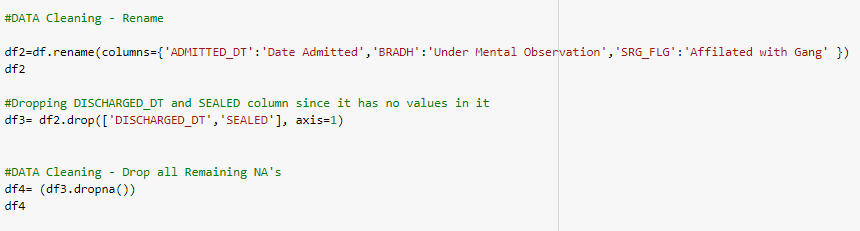 #DATA Cleaning - Rename
df2=df.rename(columns={'ADMITTED_DT':'Date Admitted','BRADH':'Under Mental Observation','SRG_FLG':'Affilated with Gang' })
df2
#Dropping DISCHARGED_DT and SEALED column since it has no values in it
df3= df2.drop(['DISCHARGED_DT','SEALED'], axis=1)
#DATA Cleaning - Drop all Remaining NA's
df4= (df3.dropna())
df4